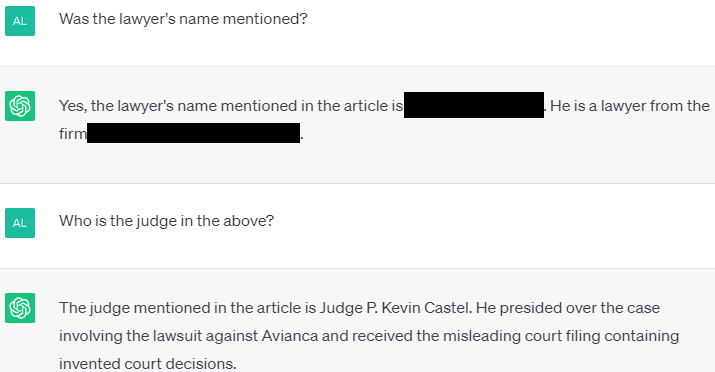 AL Was the lawyer's name mentioned?
Yes, the lawyer's name mentioned in the article is . He is a lawyer from the
firm .
AL Who is the judge in the above?
The judge mentioned in the article is Judge P. Kevin Castel. He presided over the case
involving the lawsuit against Avianca and received the misleading court filing containing
invented court decisions.